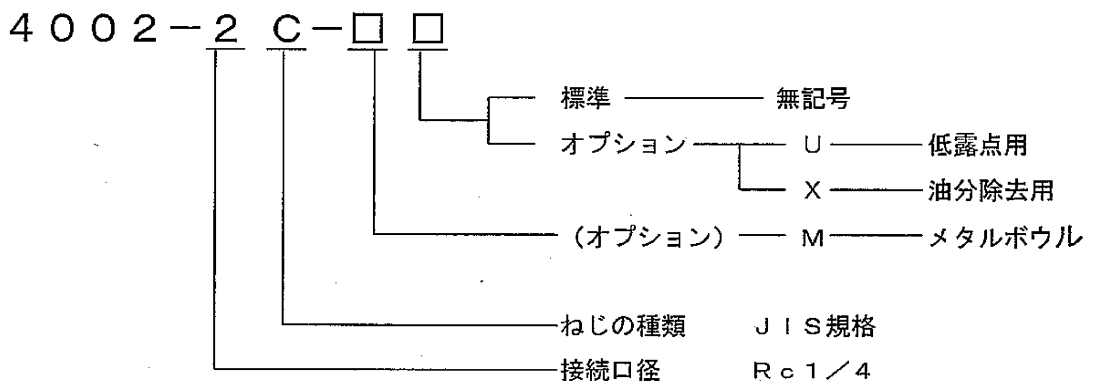 4002-2C-□□
標準 無記号
オプション U 低露点用
X 油分除去用
(オプション) M メタルボウル
ねじの種類 JIS規格
接続口径 Rc1/4